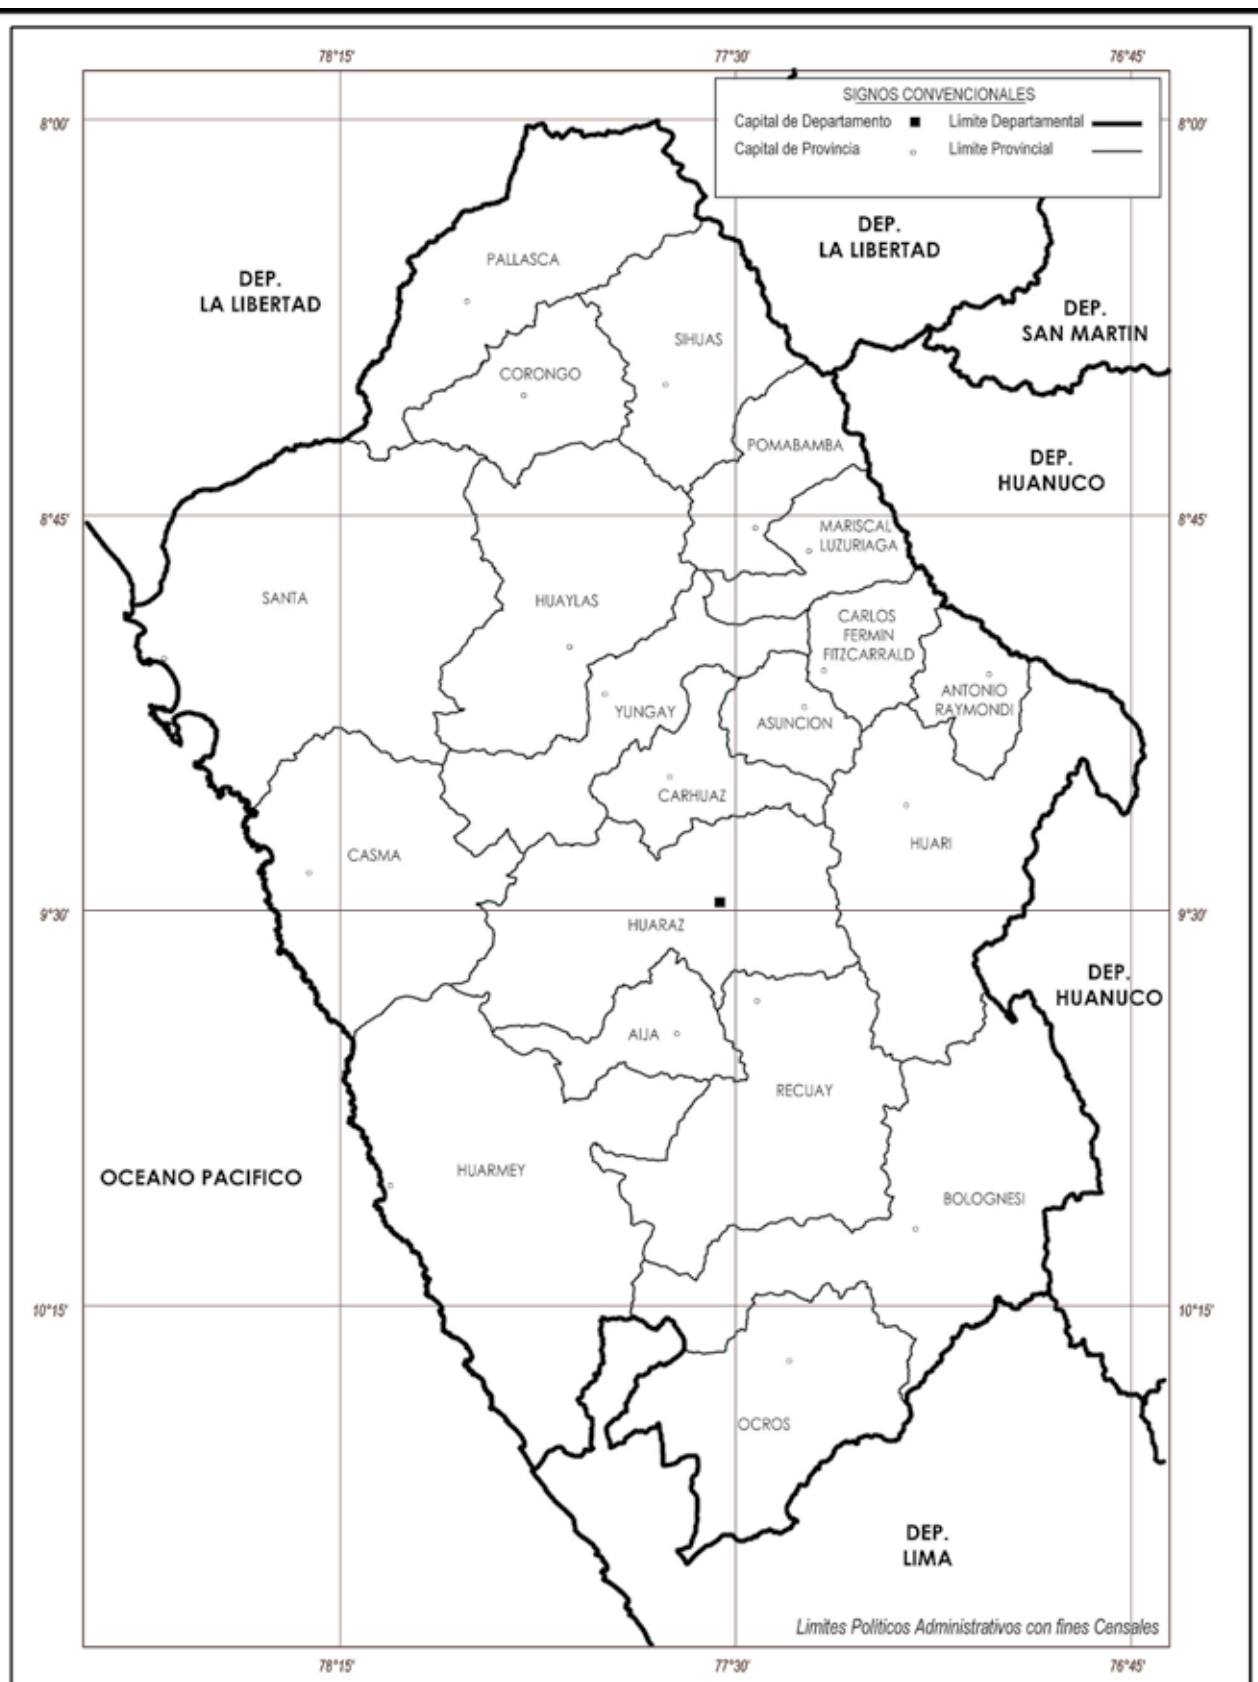 78°15'
77°30'
76°45'
SIGNOS CONVENCIONALES
Capital de Departamento
Limite Departamental
Capital de Provincia
Limite Provincial
8°00'
8°00'
DEP.
LA LIBERTAD
DEP.
LA LIBERTAD
PALLASCA
DEP.
SAN MARTIN
SIHUAS
CORONGO
POMABAMBA
DEP.
HUANUCO
8°45'
8°45'
MARISCAL
LUZURIAGA
SANTA
HUAYLAS
CARLOS
FERMIN
FITZCARRALD
ANTONIO
RAYMONDI
YUNGAY
ASUNCION
CARHUAZ
HUARI
CASMA
9°30'
9°30'
HUARAZ
DEP.
HUANUCO
AIJA
RECUAY
OCEANO PACIFICO
HUARMEY
BOLOGNESI
10°15'
10°15'
OCROS
DEP.
LIMA
Limites Politicos Administrativos con fines Censales
78°15'
77°30'
76°45'